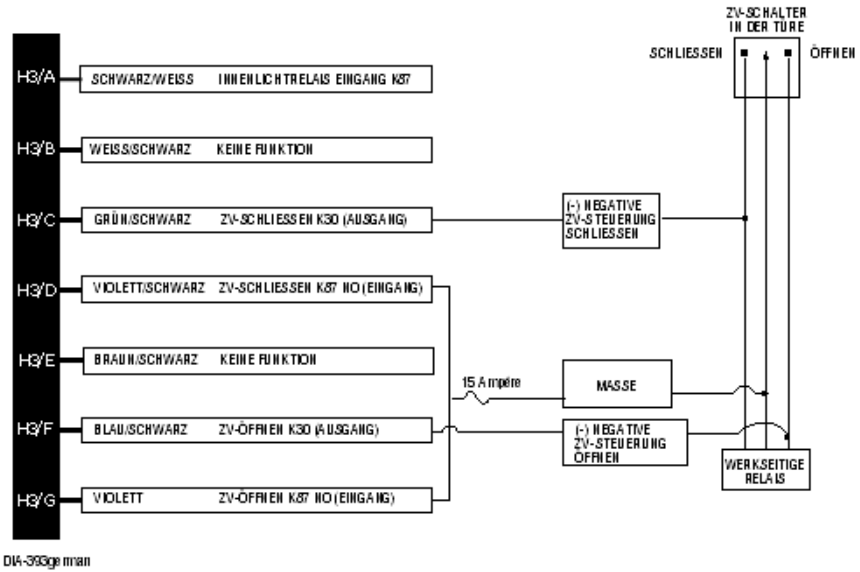 ZV-SCHALTER
IN DER TÜRE
SCHLIESSEN
ÖFFNEN
H3/A SCHWARZ/WEISS INNENLICHTRELAIS EINGANG K87
H3/B WEISS/SCHWARZ KEINE FUNKTION
H3/C GRÜN/SCHWARZ ZV-SCHLIESSEN K30 (AUSGANG)
(-) NEGATIVE
ZV-STEUERUNG
SCHLIESSEN
H3/D VIOLETT/SCHWARZ ZV-SCHLIESSEN K87 NO (EINGANG)
H3/E BRAUN/SCHWARZ KEINE FUNKTION
15 Ampére
MASSE
H3/F BLAU/SCHWARZ ZV-ÖFFNEN K30 (AUSGANG)
(-) NEGATIVE
ZV-STEUERUNG
ÖFFNEN
WERKSEITIGE
RELAIS
H3/G VIOLETT ZV-ÖFFNEN K87 NO (EINGANG)
DIA-393german